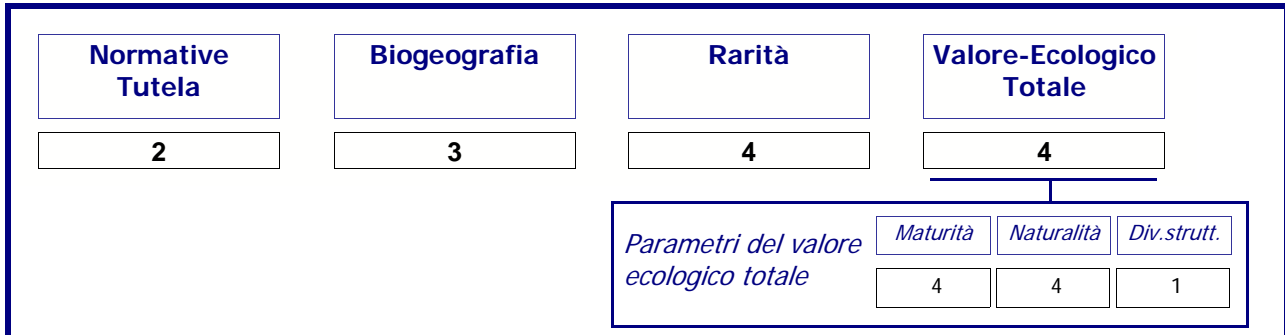 Normative Tutela
Biogeografia
Rarità
Valore-Ecologico Totale
2
3
4
4
Parametri del valore ecologico totale
Maturità
Naturalità
Div.strutt.
4
4
1